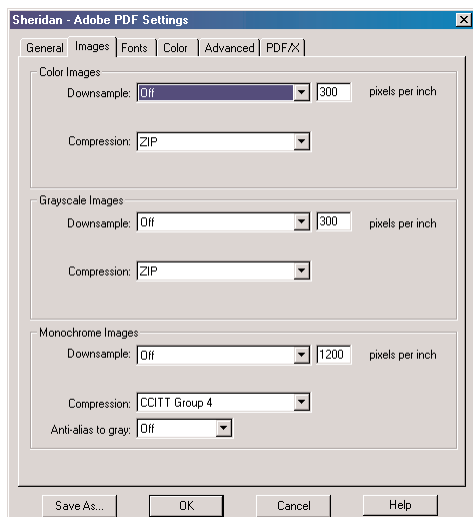 Sheridan - Adobe PDF Settings
General Images Fonts Color Advanced PDF/X
Color Images
Downsample: Off 300 pixels per inch
Compression: ZIP
Grayscale Images
Downsample: Off 300 pixels per inch
Compression: ZIP
Monochrome Images
Downsample: Off 1200 pixels per inch
Compression: CCITT Group 4
Anti-alias to gray: Off
Save As... OK Cancel Help